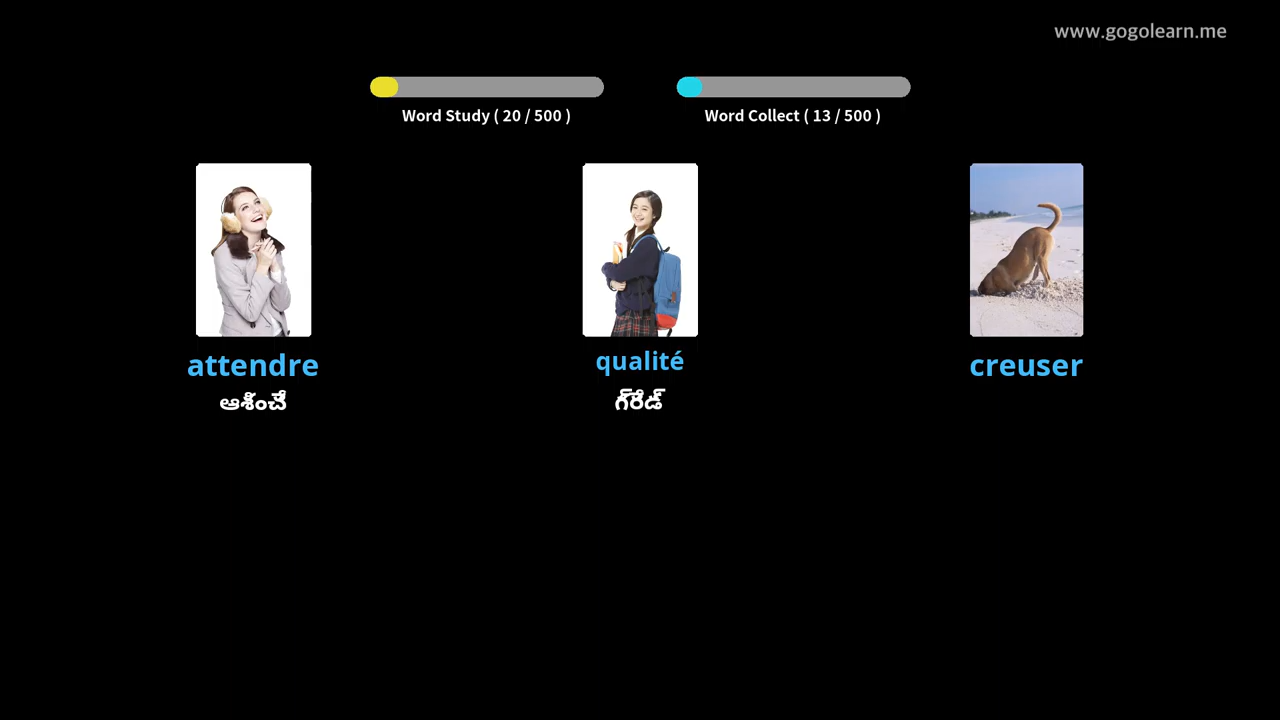 www.gogolearn.me
Word Study ( 20 / 500 )
Word Collect ( 13 / 500 )
attendre
qualité
creuser
ఆశించే
గ్రేడ్